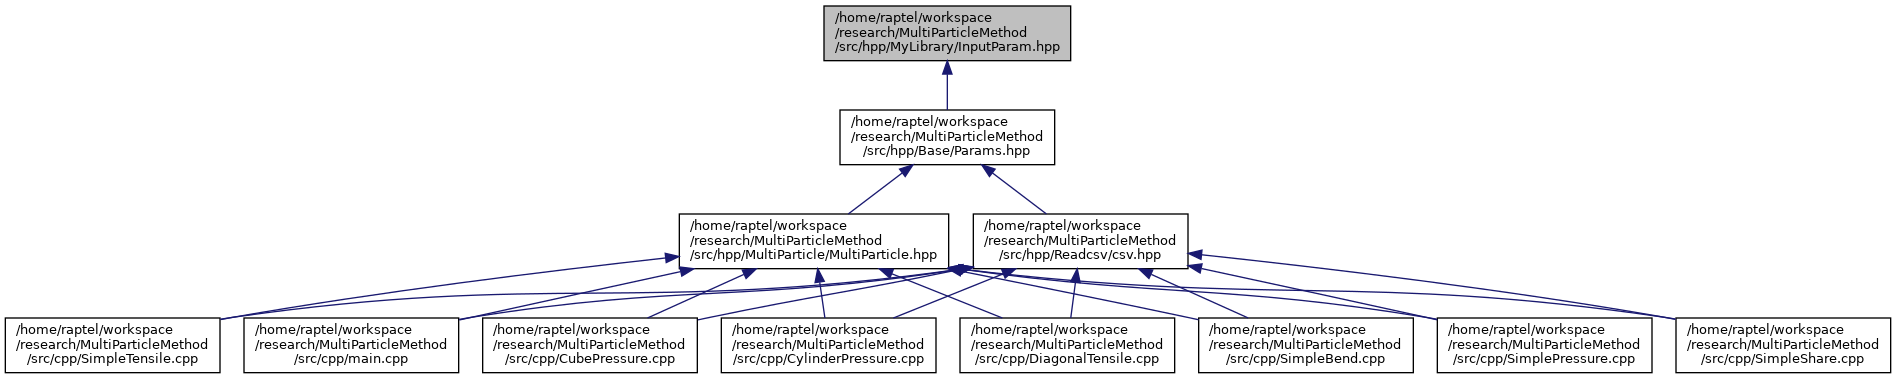 /home/raptel/workspace
/research/MultiParticleMethod
/src/hpp/MyLibrary/InputParam.hpp
/home/raptel/workspace
/research/MultiParticleMethod
/src/hpp/Base/Params.hpp
/home/raptel/workspace
/research/MultiParticleMethod
/src/hpp/MultiParticle/MultiParticle.hpp
/home/raptel/workspace
/research/MultiParticleMethod
/src/hpp/Readcsv/csv.hpp
/home/raptel/workspace
/research/MultiParticleMethod
/src/cpp/SimpleTensile.cpp
/home/raptel/workspace
/research/MultiParticleMethod
/src/cpp/main.cpp
/home/raptel/workspace
/research/MultiParticleMethod
/src/cpp/CubePressure.cpp
/home/raptel/workspace
/research/MultiParticleMethod
/src/cpp/CylinderPressure.cpp
/home/raptel/workspace
/research/MultiParticleMethod
/src/cpp/DiagonalTensile.cpp
/home/raptel/workspace
/research/MultiParticleMethod
/src/cpp/SimpleBend.cpp
/home/raptel/workspace
/research/MultiParticleMethod
/src/cpp/SimplePressure.cpp
/home/raptel/workspace
/research/MultiParticleMethod
/src/cpp/SimpleShare.cpp